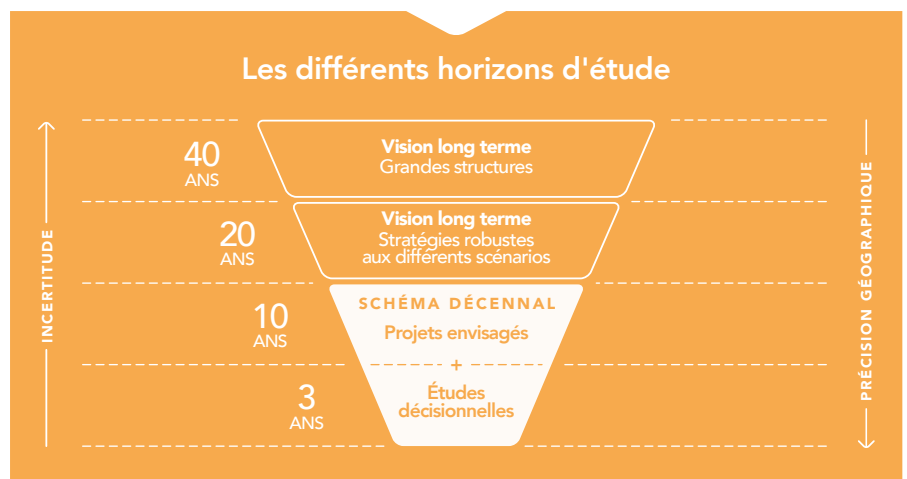 Les différents horizons d'étude
INCERTITUDE
40
ANS
Vision long terme
Grandes structures
20
ANS
Vision long terme
Stratégies robustes
aux différents scénarios
10
ANS
SCHÉMA DÉCENNAL
Projets envisagés
+
3
ANS
Études
décisionnelles
PRÉCISION GÉOGRAPHIQUE